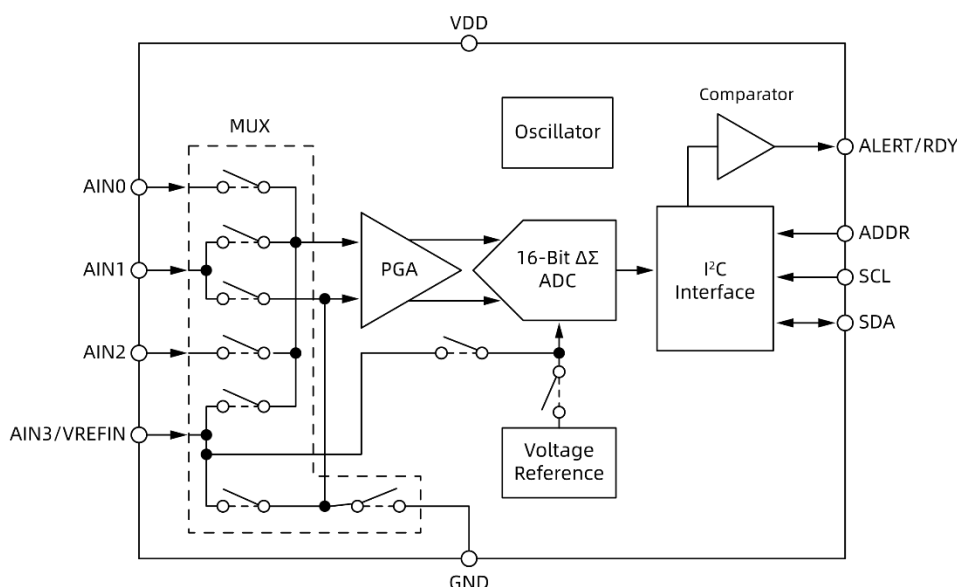 VDD
Comparator
MUX
Oscillator
ALERT/RDY
AIN0
ADDR
AIN1
PGA
16-Bit ΔΣ
ADC
I²C
Interface
SCL
SDA
AIN2
AIN3/VREFIN
Voltage
Reference
GND